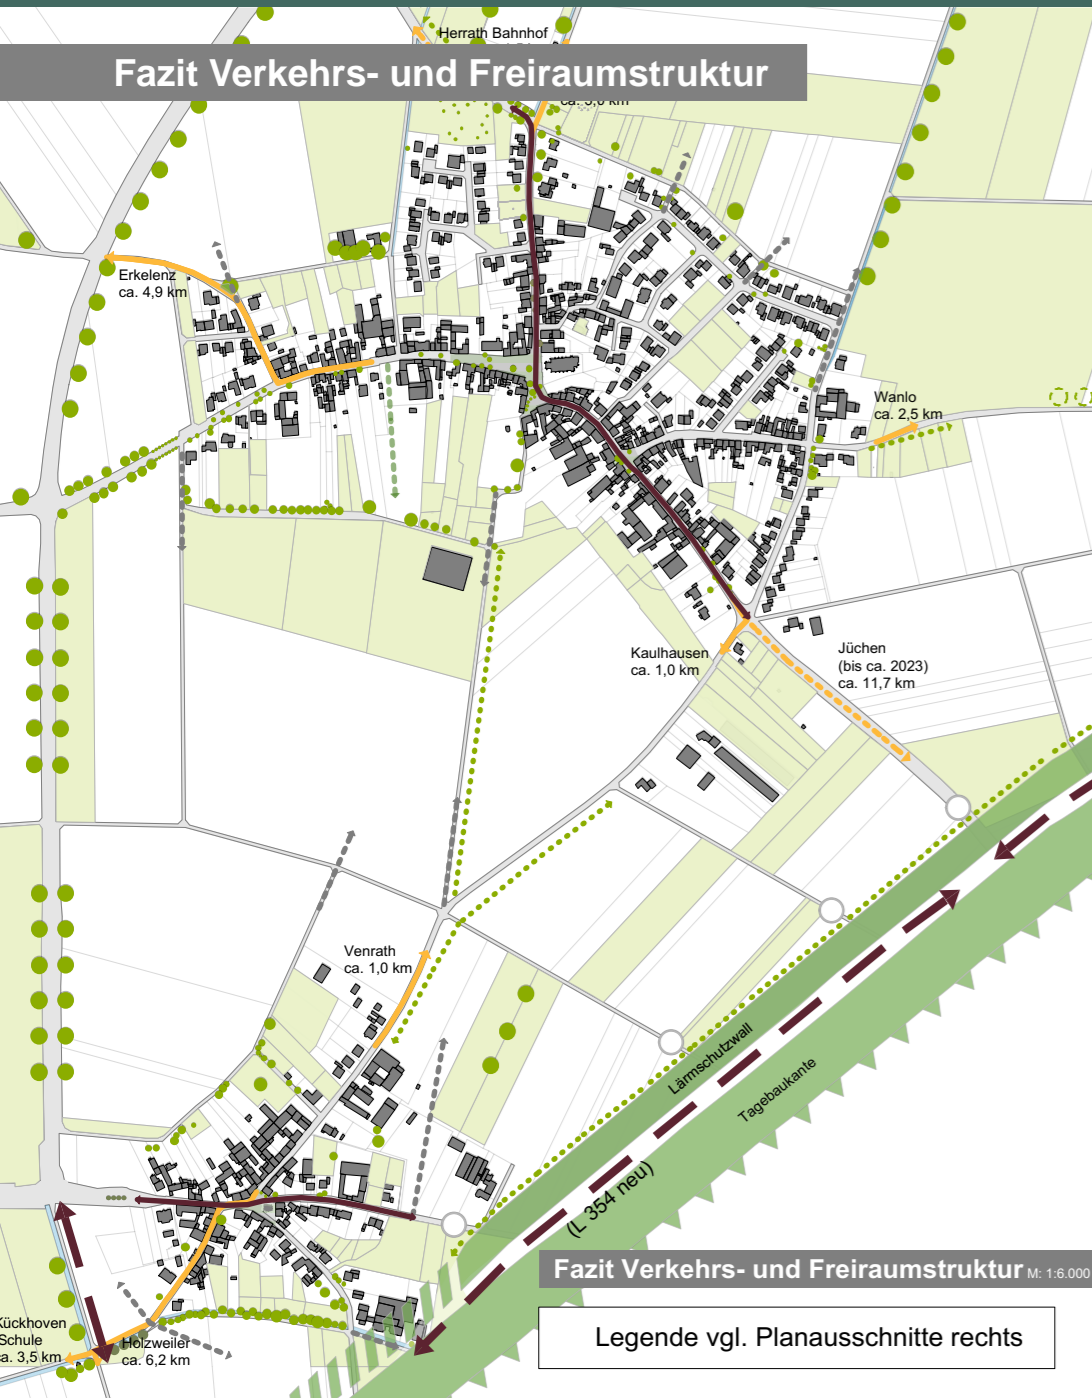 Herrath Bahnhof
Fazit Verkehrs- und Freiraumstruktur
Erkelenz
ca. 4,9 km
Wanlo
ca. 2,5 km
Kaulhausen
ca. 1,0 km
Jüchen
(bis ca. 2023)
ca. 11,7 km
Venrath
ca. 1,0 km
Lärmschutzwall
Tagebaukante
(L 354 neu)
Fazit Verkehrs- und Freiraumstruktur M: 1:6.000
Legende vgl. Planausschnitte rechts
Kückhoven
Schule
ca. 3,5 km
Holzweiler
ca. 6,2 km